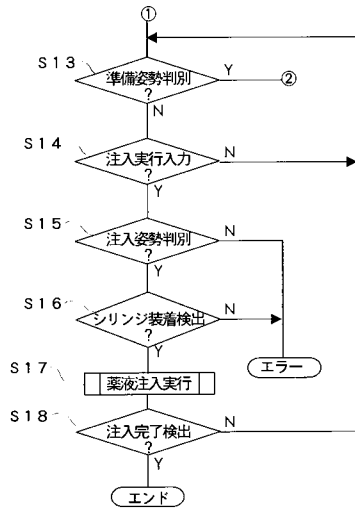 ①
S13
準備姿勢判別
?
Y
②
N
S14
注入実行入力
?
N
Y
S15
注入姿勢判別
?
N
Y
S16
シリンジ装着検出
?
N
Y
エラー
S17
薬液注入実行
S18
注入完了検出
?
N
Y
エンド